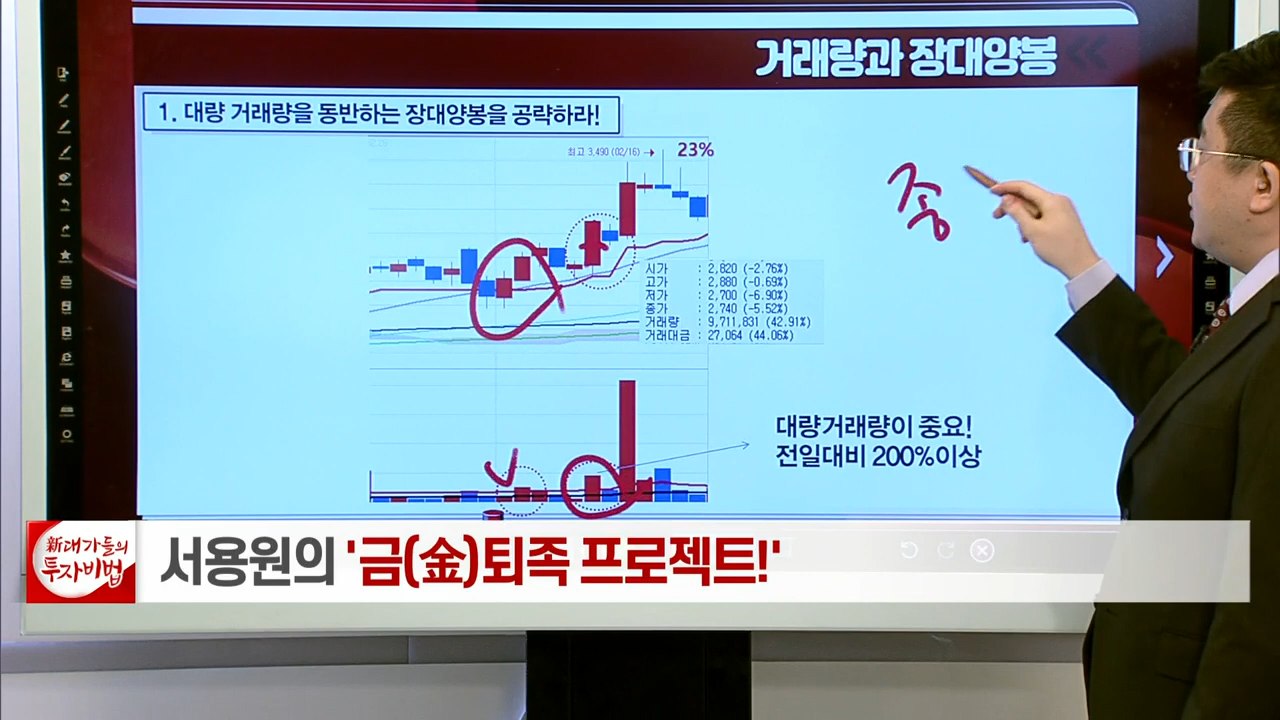 거래량과 장대양봉
1. 대량 거래량을 동반하는 장대양봉을 공략하라!
최고 3,490 (02/16) → 23%
종
시가 : 2,820 (-2.76%)
고가 : 2,880 (-0.69%)
저가 : 2,700 (-6.90%)
종가 : 2,740 (-5.52%)
거래량 : 9,711,831 (42.91%)
거래대금 : 27,064 (44.06%)
대량거래량이 중요!
전일대비 200%이상
新대가들의
투자비법
서용원의 '금(金)퇴족 프로젝트!'